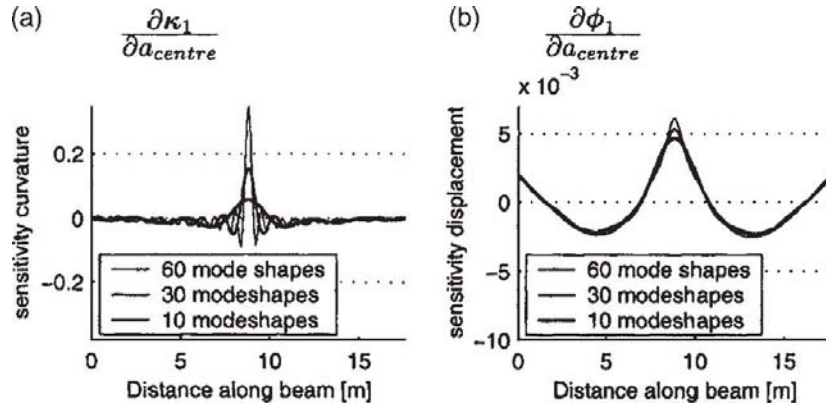 (a)
∂κ₁
∂a_centre
sensitivity curvature
0.2
0
-0.2
60 mode shapes
30 modeshapes
10 modeshapes
0
5
10
15
Distance along beam [m]
(b)
∂ϕ₁
∂a_centre
x 10⁻³
sensitivity displacement
5
0
-5
-10
60 mode shapes
30 modeshapes
10 modeshapes
0
5
10
15
Distance along beam [m]